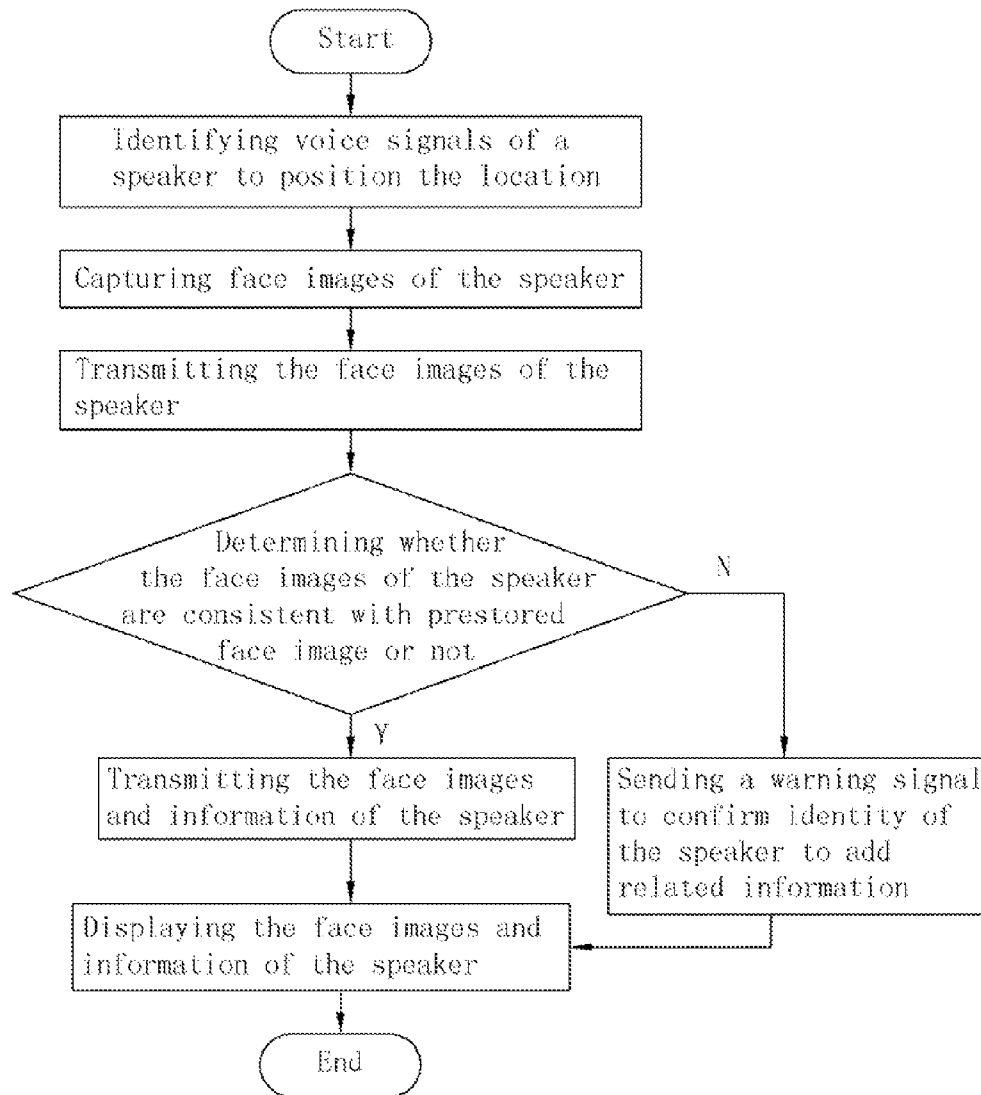 Start
Identifying voice signals of a
speaker to position the location
Capturing face images of the speaker
Transmitting the face images of the
speaker
Determining whether
the face images of the speaker
are consistent with prestored
face image or not
N
Y
Transmitting the face images
and information of the speaker
Sending a warning signal
to confirm identity of
the speaker to add
related information
Displaying the face images and
information of the speaker
End